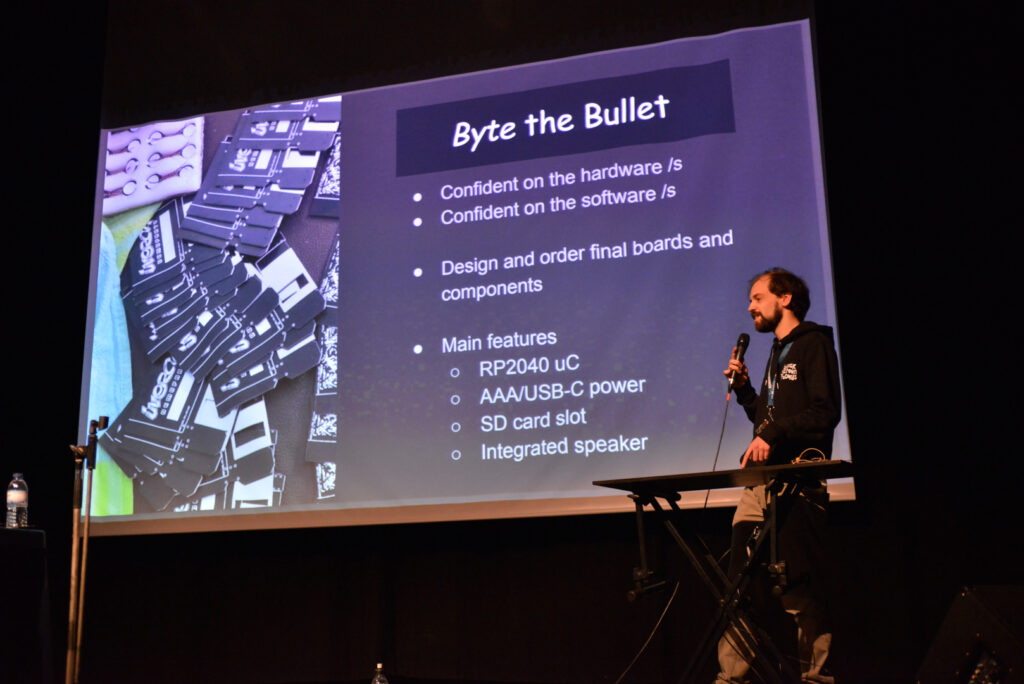 Byte the Bullet
Confident on the hardware /s
Confident on the software /s
Design and order final boards and
components
Main features
RP2040 uC
AAA/USB-C power
SD card slot
Integrated speaker